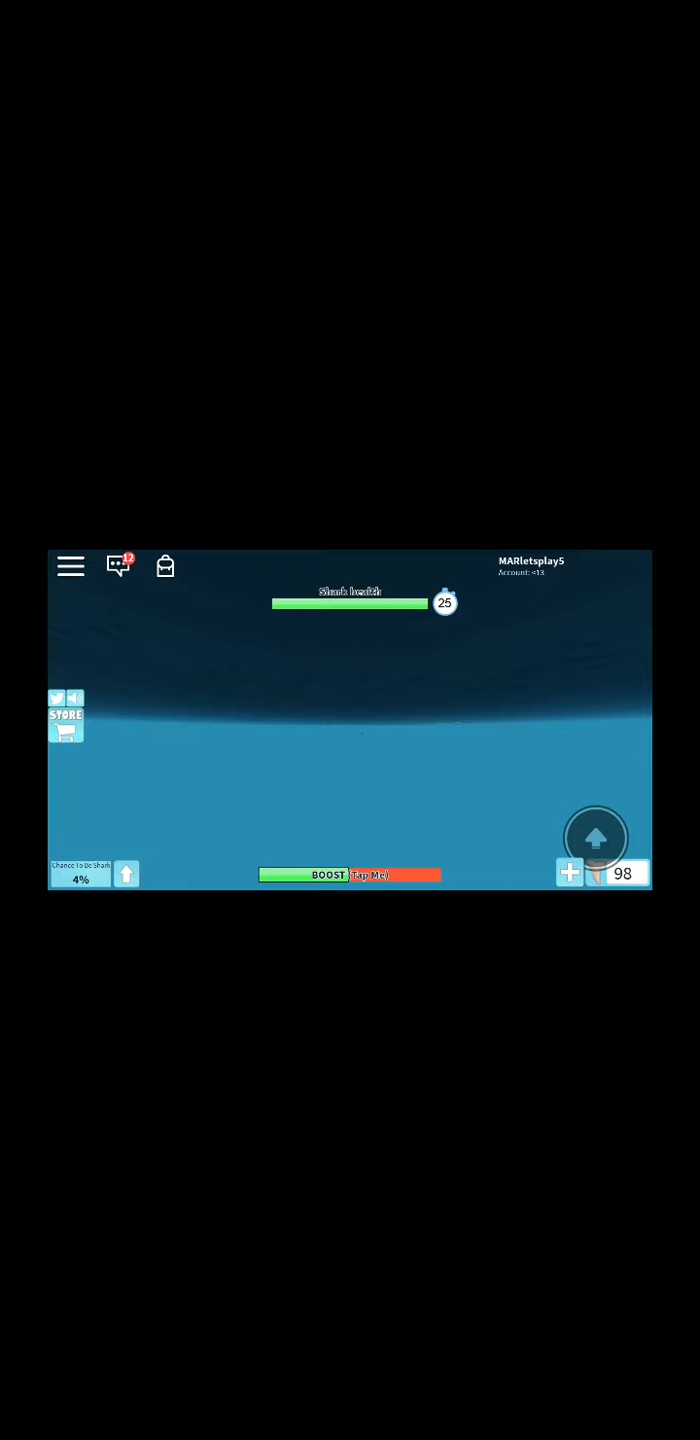 12
MARletsplay5
Account: <13
Shark health
25
STORE
Chance To Be Shark
4%
BOOST (Tap Me)
98